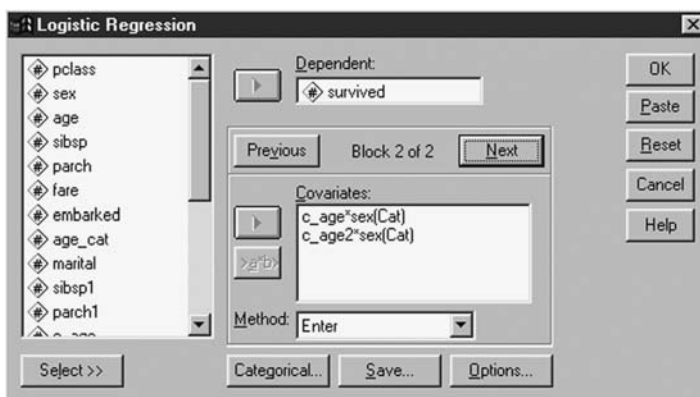 Logistic Regression
pclass
sex
age
sibsp
parch
fare
embarked
age_cat
marital
sibsp1
parch1
Select >>
Dependent:
survived
Previous
Block 2 of 2
Next
Covariates:
c_age*sex(Cat)
c_age2*sex(Cat)
>a*b>
Method:
Enter
Categorical...
Save...
Options...
OK
Paste
Reset
Cancel
Help